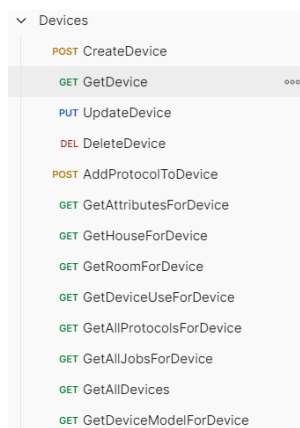 Devices
POST CreateDevice
GET GetDevice
PUT UpdateDevice
DEL DeleteDevice
POST AddProtocolToDevice
GET GetAttributesForDevice
GET GetHouseForDevice
GET GetRoomForDevice
GET GetDeviceUseForDevice
GET GetAllProtocolsForDevice
GET GetAllJobsForDevice
GET GetAllDevices
GET GetDeviceModelForDevice